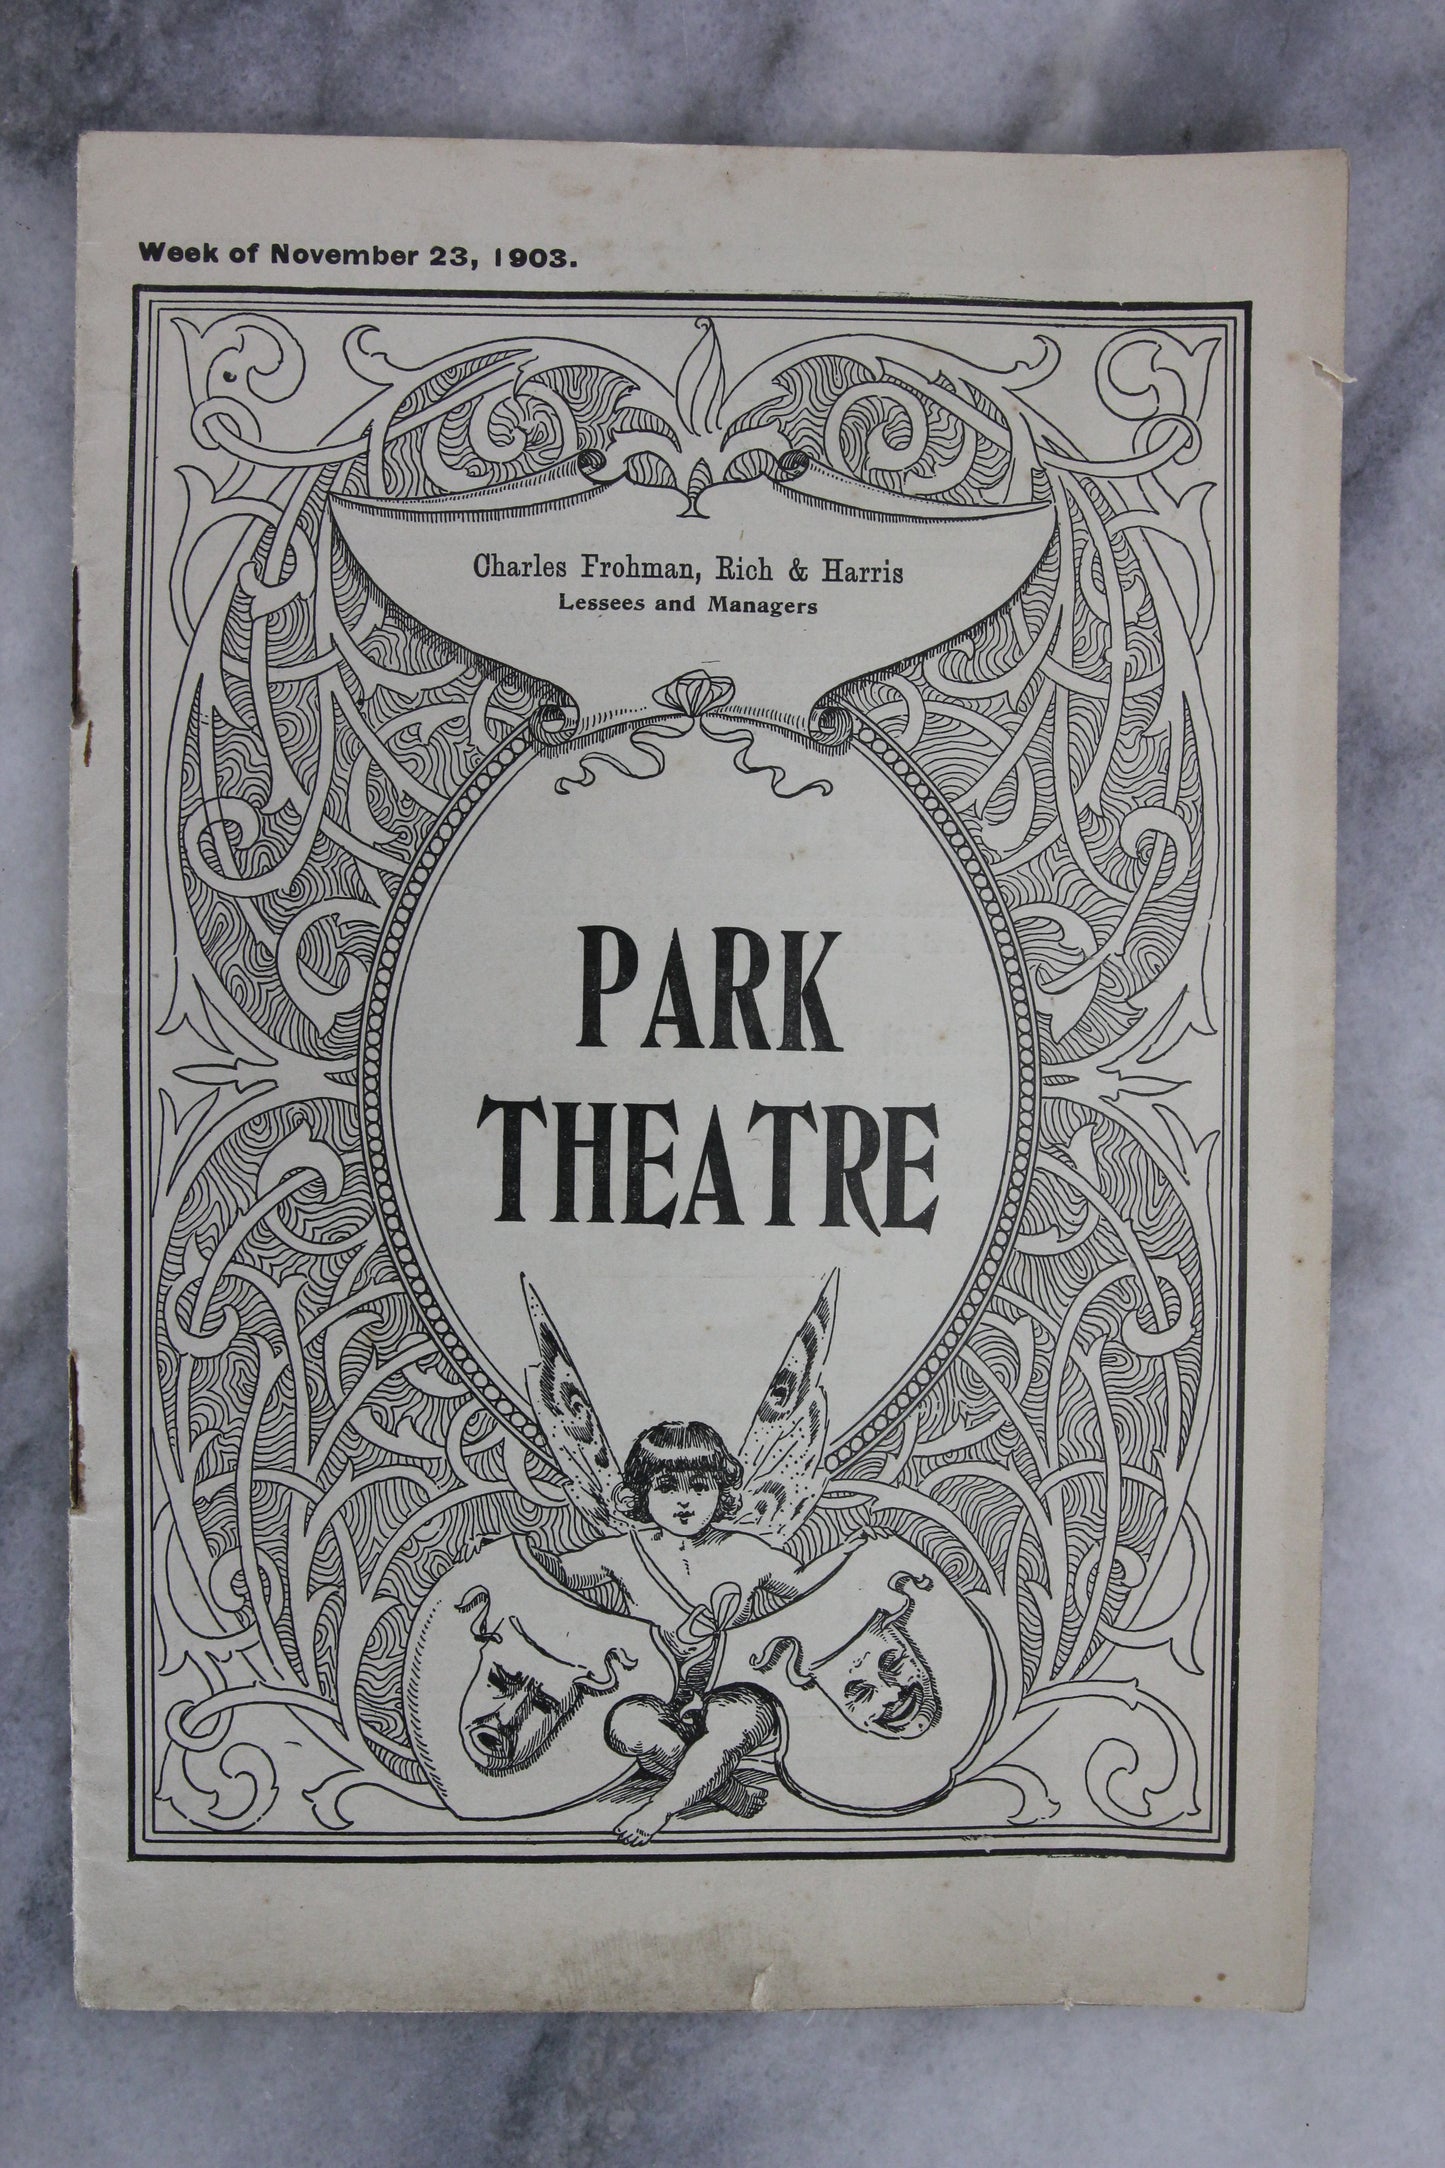 Week of November 23, 1903.
Charles Frohman, Rich & Harris
Lessees and Managers
PARK
THEATRE